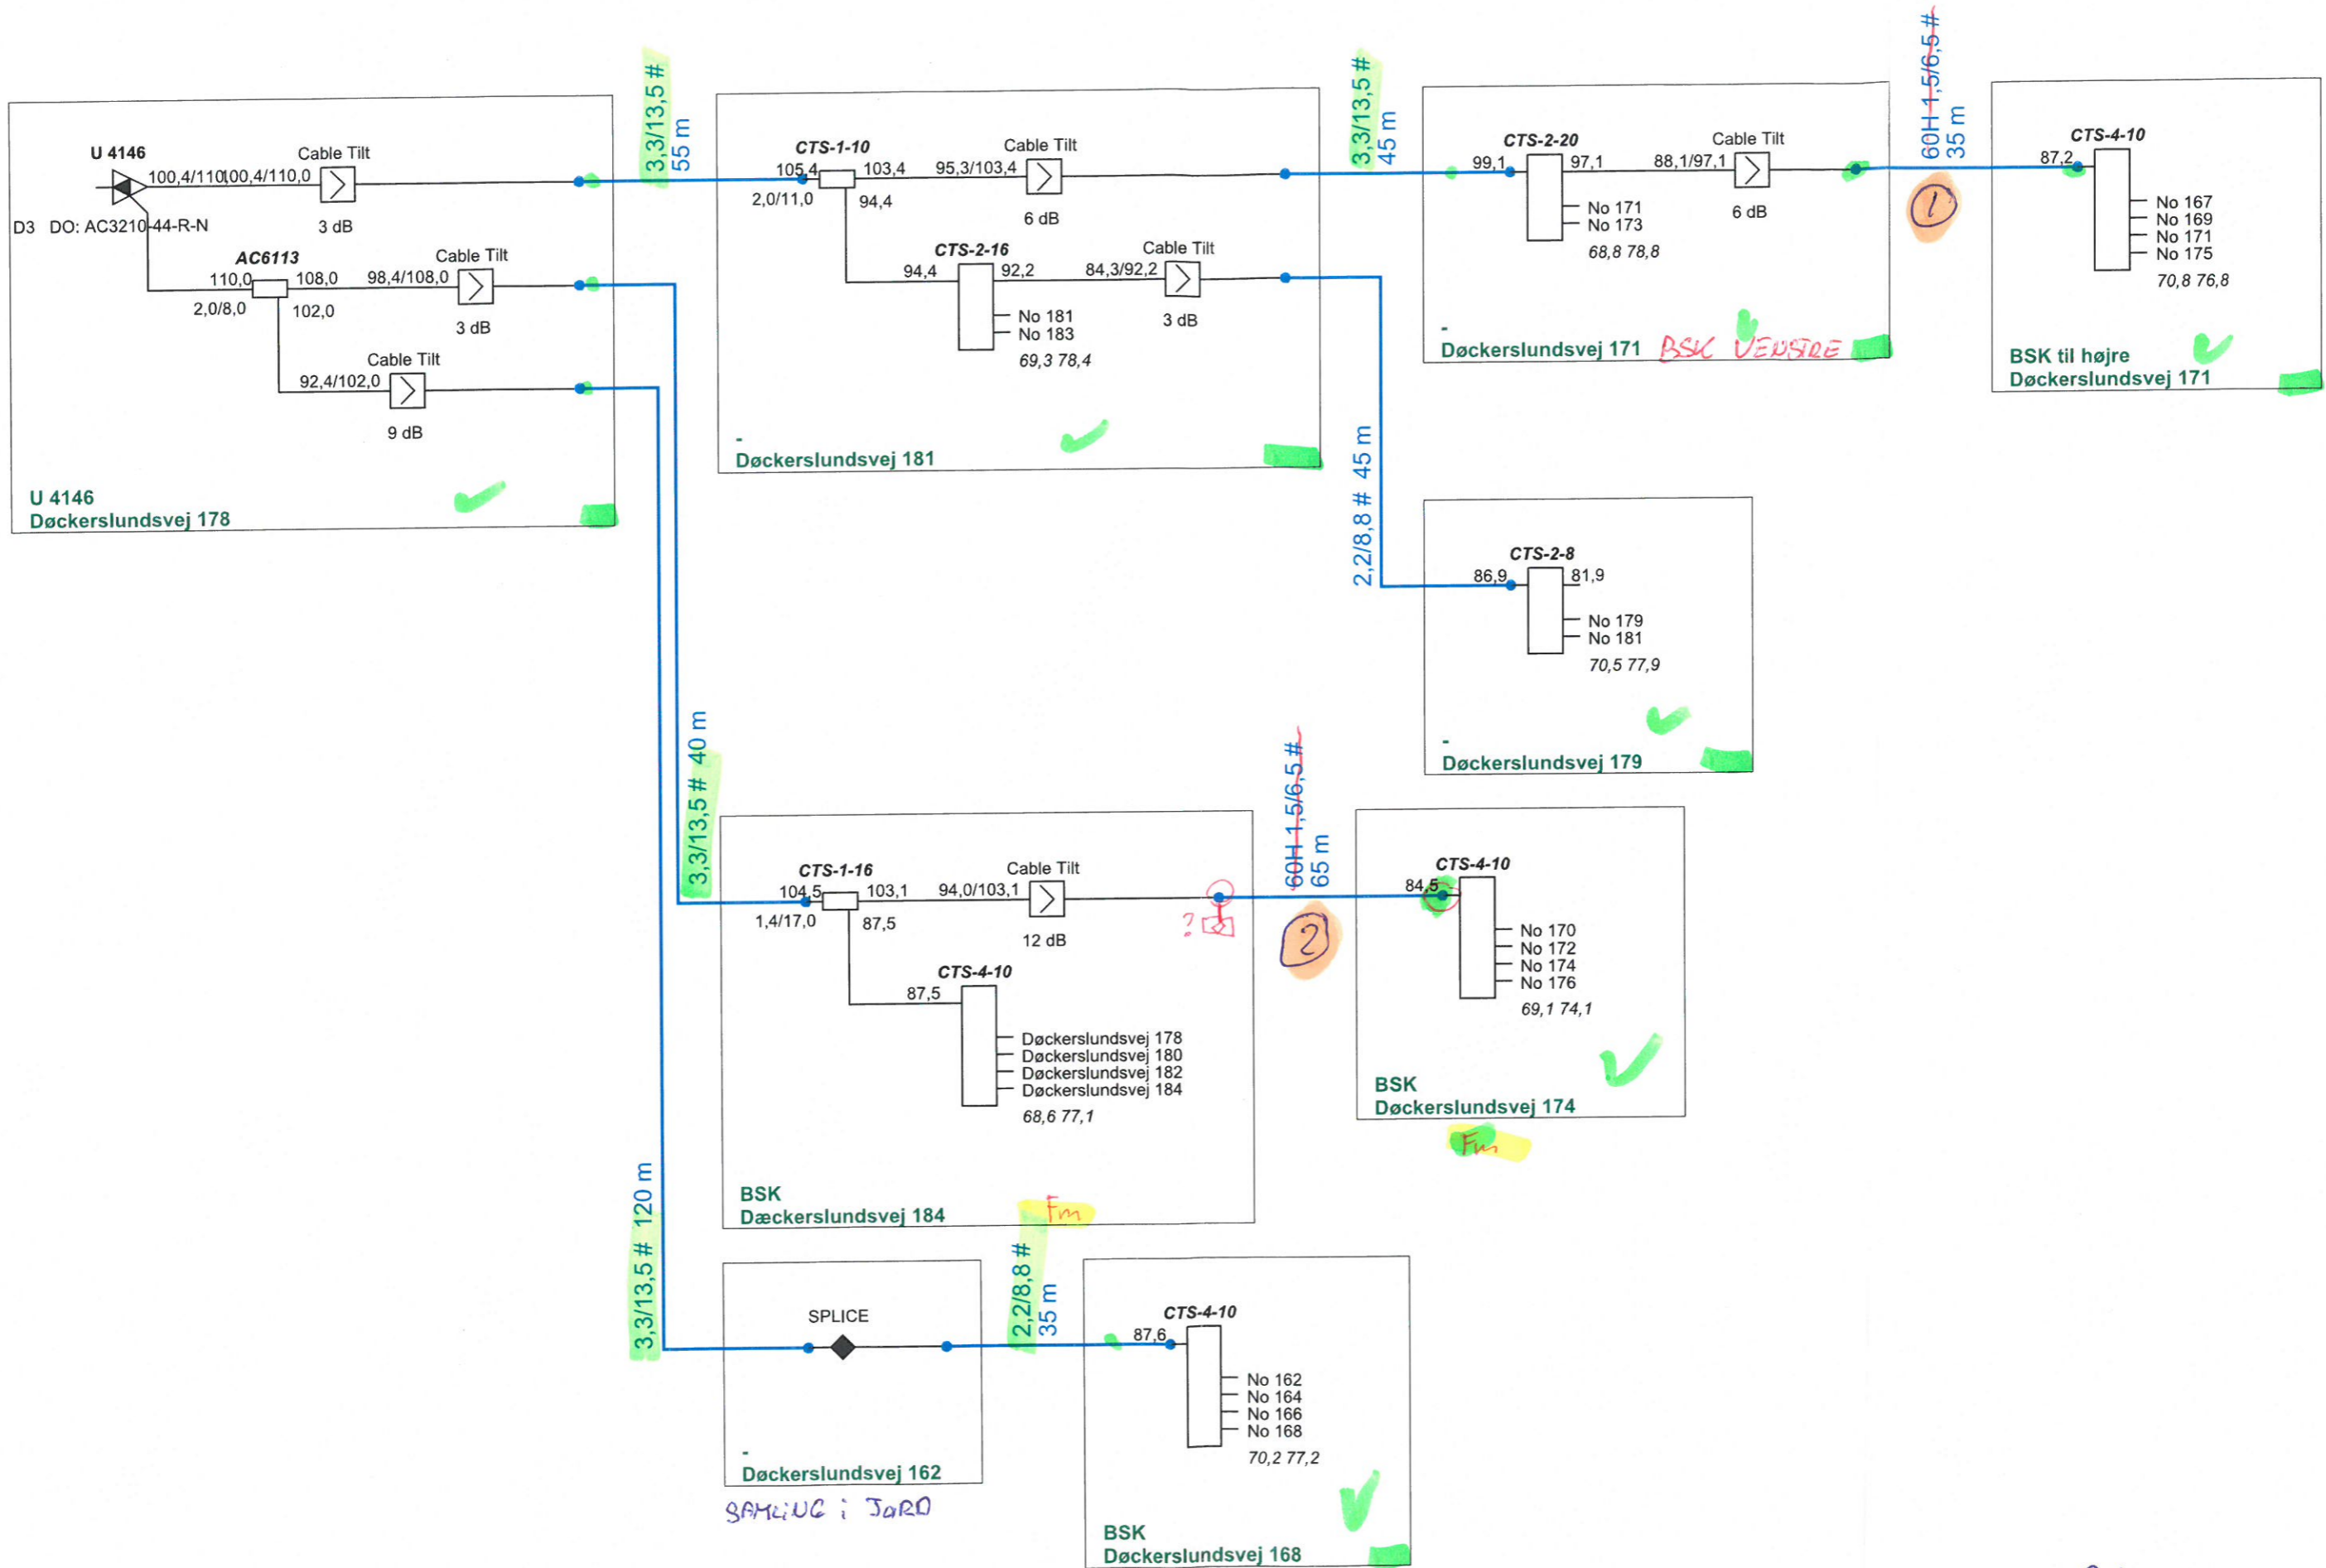 U 4146
100,4/110
100,4/110,0
Cable Tilt
3 dB
D3 DO: AC3210-44-R-N
AC6113
110,0
108,0
98,4/108,0
Cable Tilt
2,0/8,0
102,0
3 dB
Cable Tilt
92,4/102,0
9 dB
U 4146
Døckerslundsvej 178
3,3/13,5 #
55 m
CTS-1-10
105,4
103,4
95,3/103,4
Cable Tilt
2,0/11,0
94,4
6 dB
CTS-2-16
94,4
92,2
84,3/92,2
Cable Tilt
No 181
No 183
3 dB
69,3 78,4
-
Døckerslundsvej 181
3,3/13,5 #
45 m
CTS-2-20
99,1
97,1
88,1/97,1
Cable Tilt
No 171
No 173
6 dB
68,8 78,8
-
Døckerslundsvej 171 BSK VENSTRE
60H 1,5/6,5 #
35 m
1
CTS-4-10
87,2
No 167
No 169
No 171
No 175
70,8 76,8
BSK til højre
Døckerslundsvej 171
2,2/8,8 # 45 m
CTS-2-8
86,9
81,9
No 179
No 181
70,5 77,9
-
Døckerslundsvej 179
3,3/13,5 # 40 m
CTS-1-16
104,5
103,1
94,0/103,1
Cable Tilt
1,4/17,0
87,5
12 dB
?
CTS-4-10
87,5
Døckerslundsvej 178
Døckerslundsvej 180
Døckerslundsvej 182
Døckerslundsvej 184
68,6 77,1
BSK
Dæckerslundsvej 184
Fm
60H 1,5/6,5 #
65 m
2
CTS-4-10
84,5
No 170
No 172
No 174
No 176
69,1 74,1
BSK
Døckerslundsvej 174
Fm
3,3/13,5 # 120 m
SPLICE
-
Døckerslundsvej 162
SAMLING i JORD
2,2/8,8 #
35 m
CTS-4-10
87,6
No 162
No 164
No 166
No 168
70,2 77,2
BSK
Døckerslundsvej 168